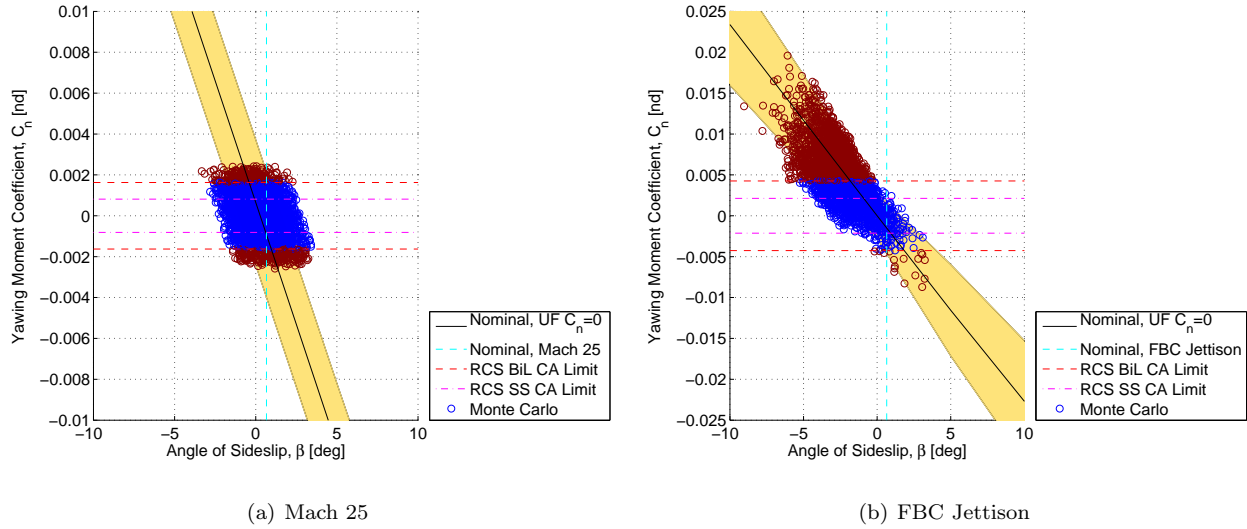 0.01
0.008
0.006
0.004
0.002
0
−0.002
−0.004
−0.006
−0.008
−0.01
Yawing Moment Coefficient, Cn [nd]
−10 −5 0 5 10
Angle of Sideslip, β [deg]
Nominal, UF Cn=0
Nominal, Mach 25
RCS BiL CA Limit
RCS SS CA Limit
Monte Carlo
(a) Mach 25
0.025
0.02
0.015
0.01
0.005
0
−0.005
−0.01
−0.015
−0.02
−0.025
Yawing Moment Coefficient, Cn [nd]
−10 −5 0 5 10
Angle of Sideslip, β [deg]
Nominal, UF Cn=0
Nominal, FBC Jettison
RCS BiL CA Limit
RCS SS CA Limit
Monte Carlo
(b) FBC Jettison